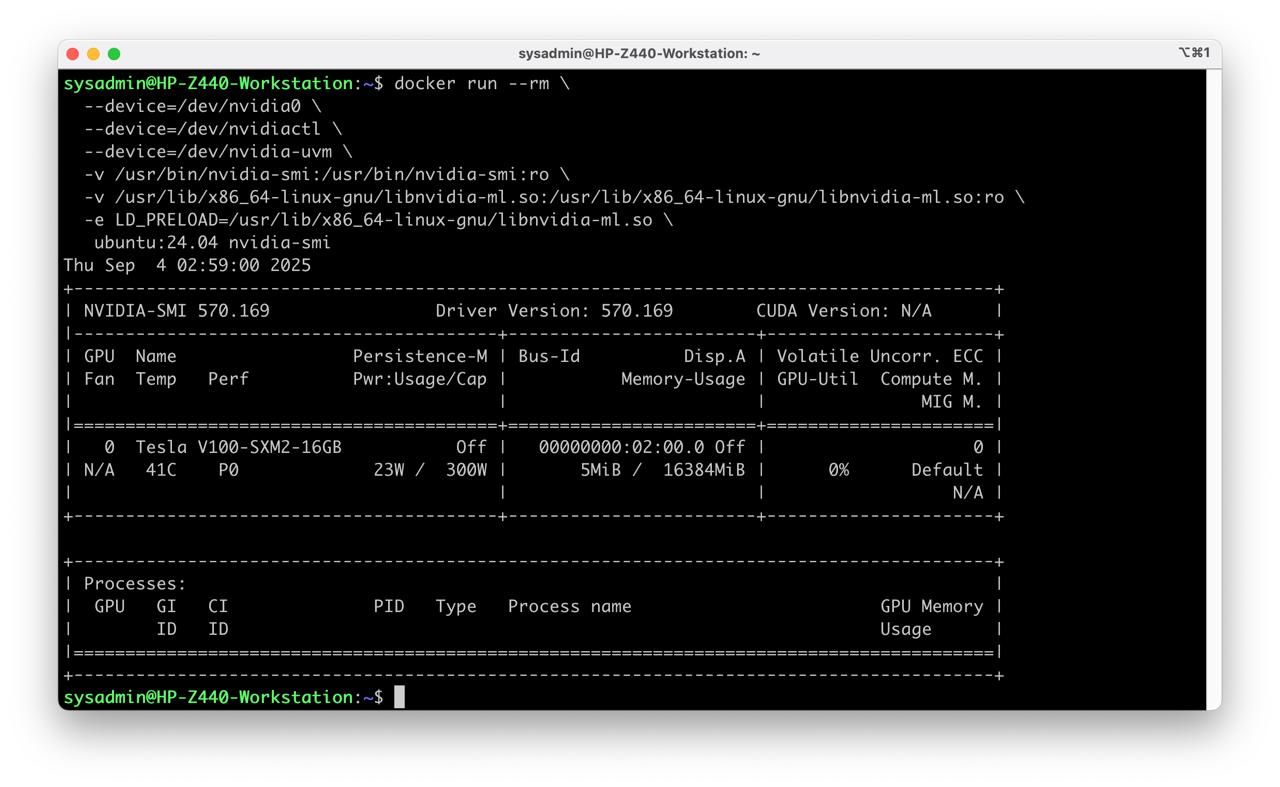 sysadmin@HP-Z440-Workstation: ~
⌥⌘1
sysadmin@HP-Z440-Workstation:~$ docker run --rm \
  --device=/dev/nvidia0 \
  --device=/dev/nvidiactl \
  --device=/dev/nvidia-uvm \
  -v /usr/bin/nvidia-smi:/usr/bin/nvidia-smi:ro \
  -v /usr/lib/x86_64-linux-gnu/libnvidia-ml.so:/usr/lib/x86_64-linux-gnu/libnvidia-ml.so:ro \
  -e LD_PRELOAD=/usr/lib/x86_64-linux-gnu/libnvidia-ml.so \
   ubuntu:24.04 nvidia-smi
Thu Sep  4 02:59:00 2025
+-----------------------------------------------------------------------------------------+
| NVIDIA-SMI 570.169                Driver Version: 570.169        CUDA Version: N/A      |
|-----------------------------------------+------------------------+----------------------+
| GPU  Name                 Persistence-M | Bus-Id          Disp.A | Volatile Uncorr. ECC |
| Fan  Temp   Perf          Pwr:Usage/Cap |           Memory-Usage | GPU-Util  Compute M. |
|                                         |                        |               MIG M. |
|=========================================+========================+======================|
|   0  Tesla V100-SXM2-16GB           Off |   00000000:02:00.0 Off |                    0 |
| N/A   41C    P0             23W /  300W |       5MiB /  16384MiB |      0%      Default |
|                                         |                        |                  N/A |
+-----------------------------------------+------------------------+----------------------+
+-----------------------------------------------------------------------------------------+
| Processes:                                                                              |
|  GPU   GI   CI              PID   Type   Process name                        GPU Memory |
|        ID   ID                                                               Usage      |
|=========================================================================================|
+-----------------------------------------------------------------------------------------+
sysadmin@HP-Z440-Workstation:~$